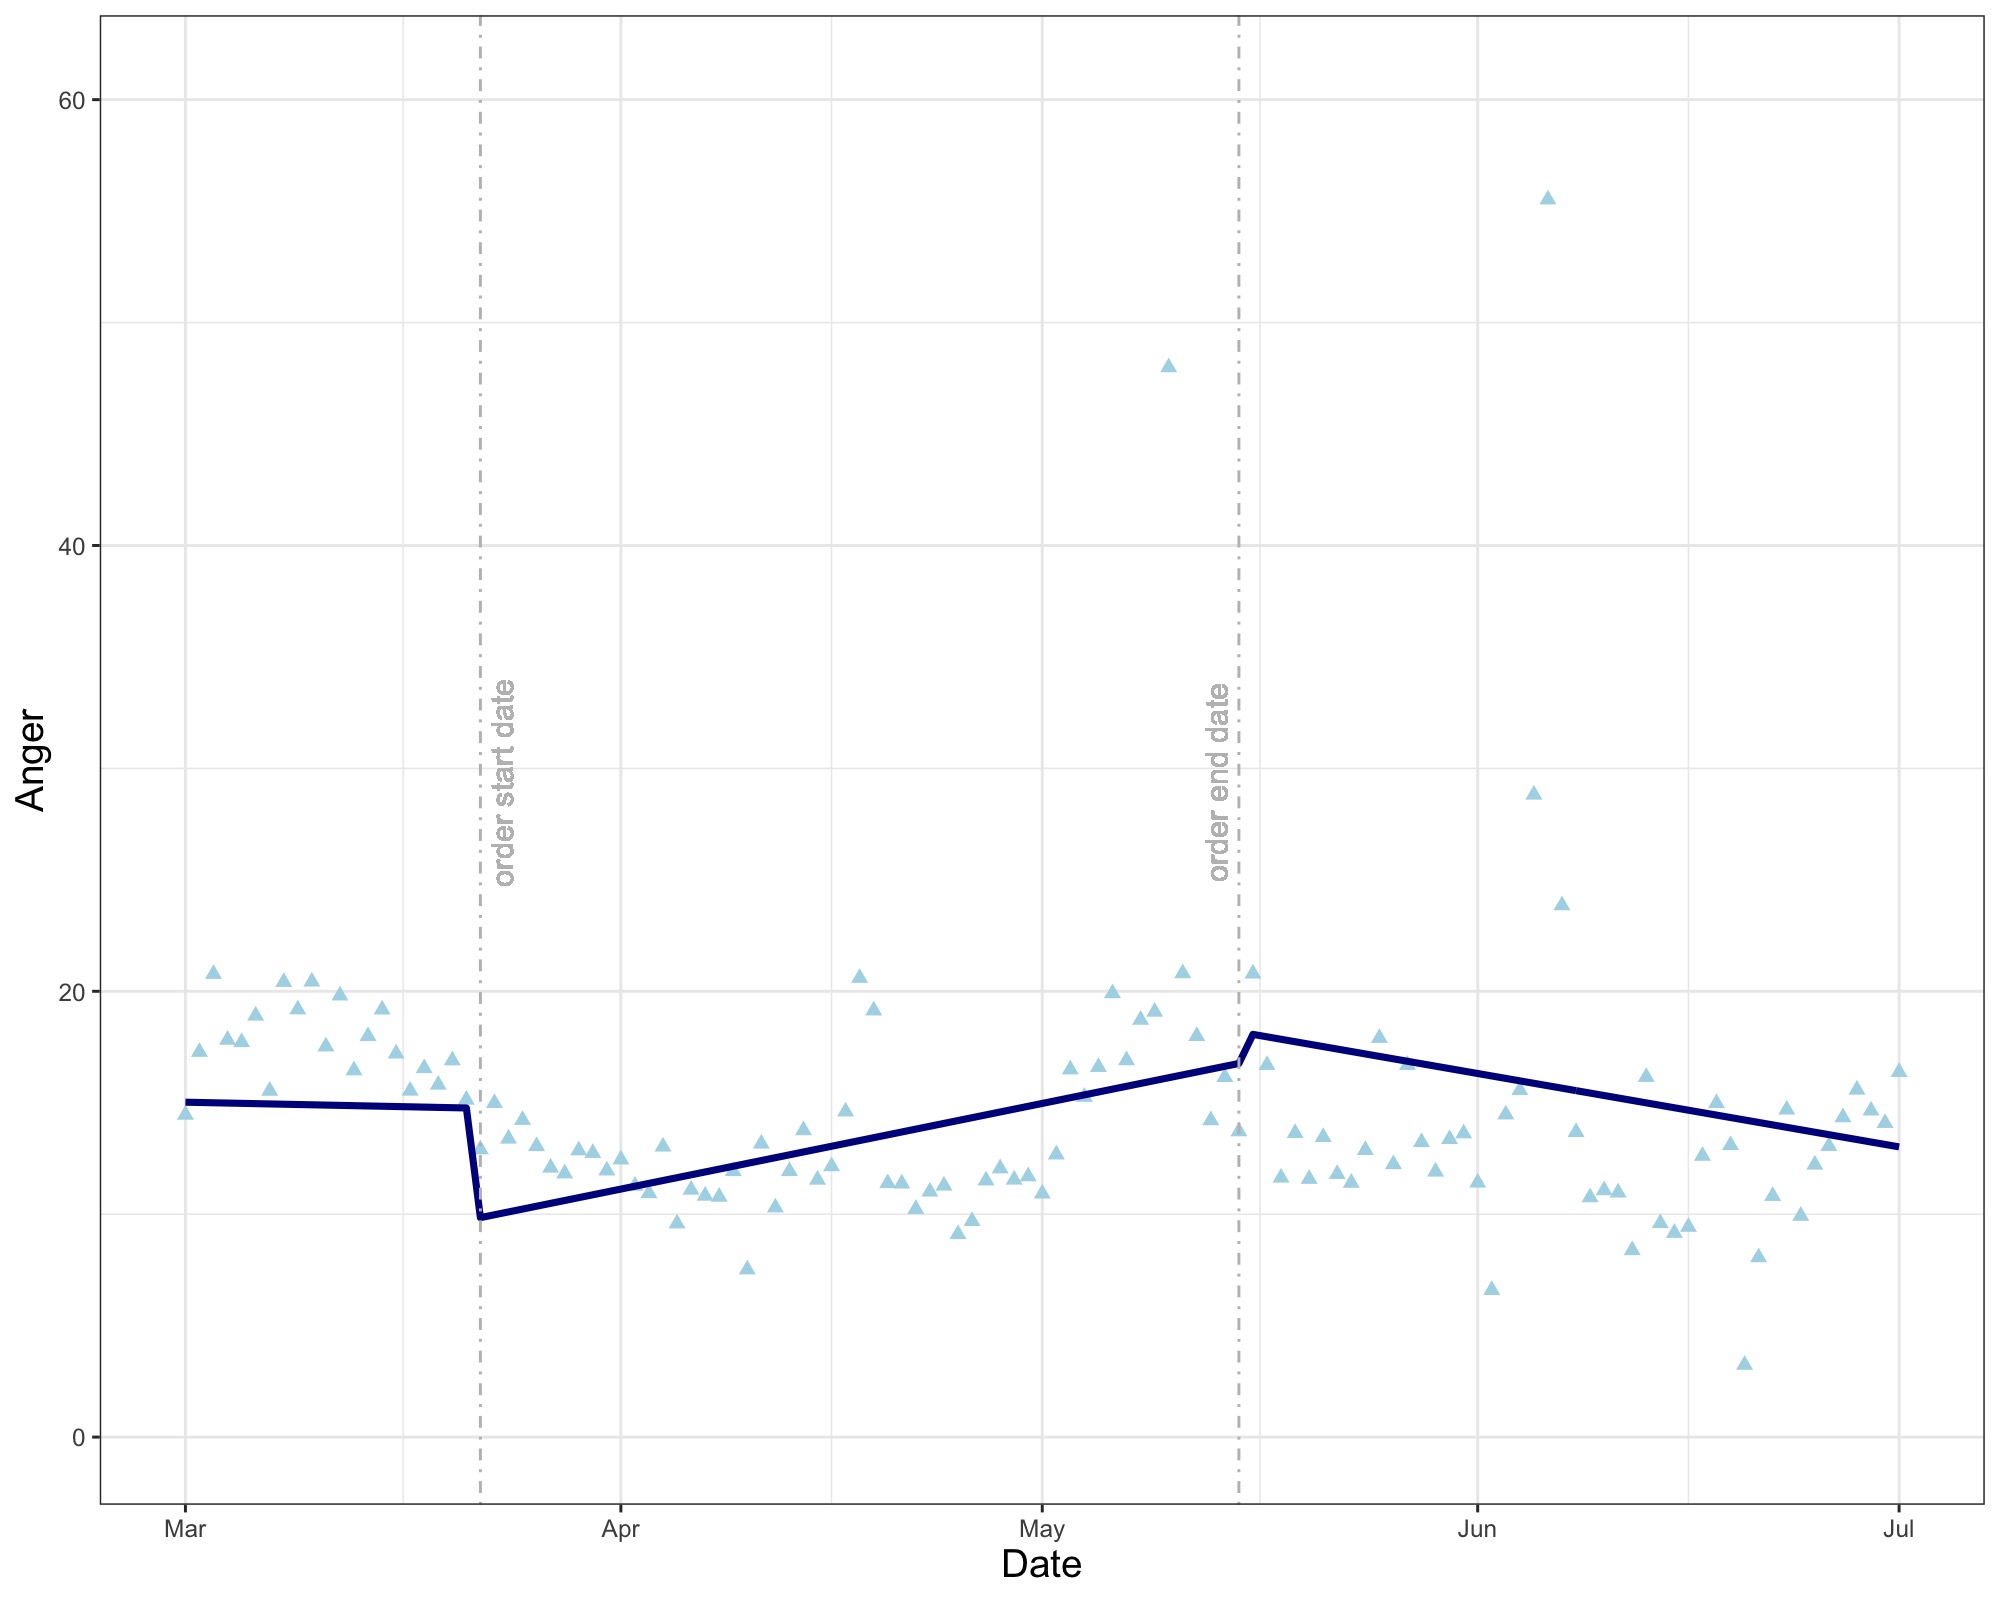 60
40
20
0
Anger
order start date
order end date
Mar
Apr
May
Jun
Jul
Date